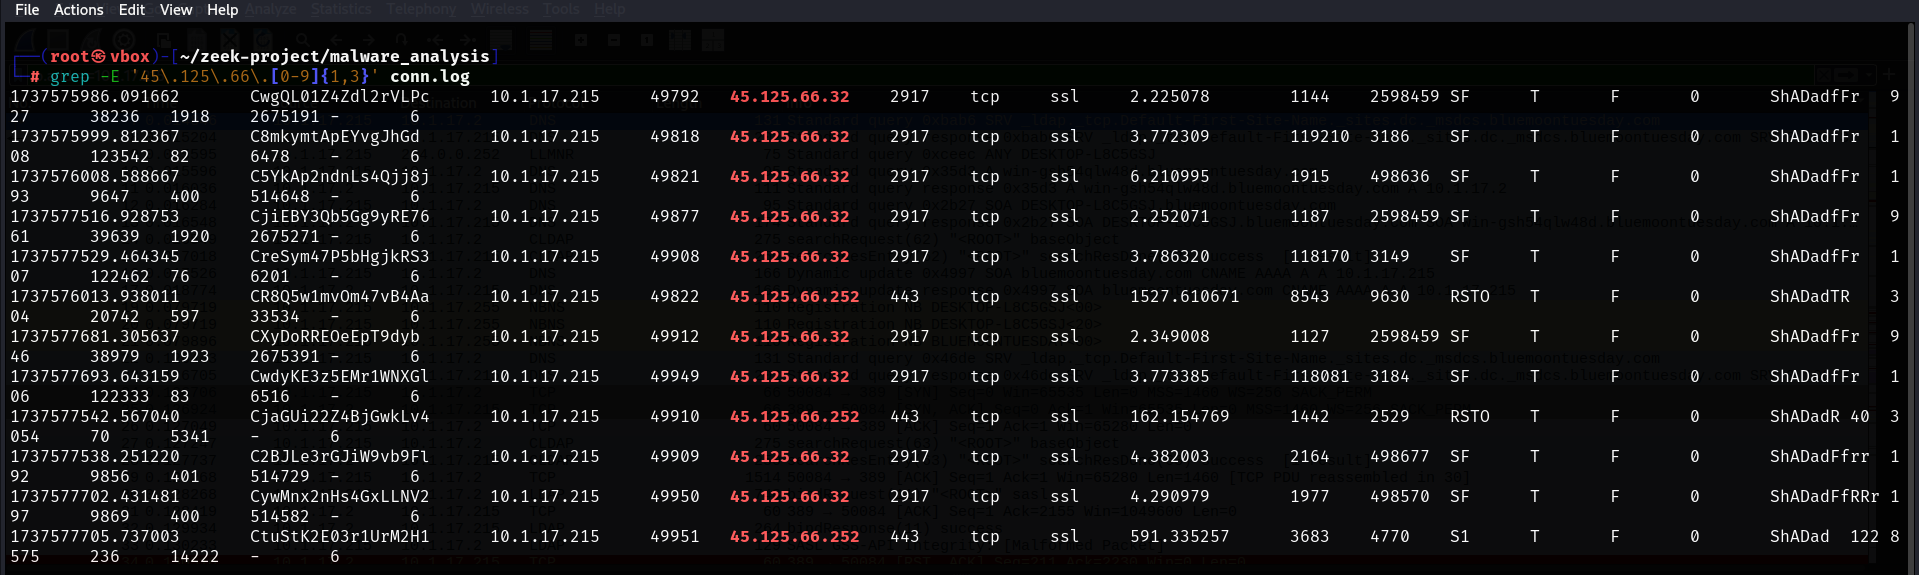 File Actions Edit View Help
Analyze Statistics Telephony Wireless Tools Help
┌──(root㉿vbox)-[~/zeek-project/malware_analysis]
└─# grep -E '45\.125\.66\.[0-9]{1,3}' conn.log
1737575986.091662 CwgQL01Z4Zdl2rVLPc 10.1.17.215 49792 45.125.66.32 2917 tcp ssl 2.225078 1144 2598459 SF T F 0 ShADadfFr 9
27 38236 1918 2675191 - 6
1737575999.812367 C8mkymtApEYvgJhGd 10.1.17.215 49818 45.125.66.32 2917 tcp ssl 3.772309 119210 3186 SF T F 0 ShADadfFr 1
08 123542 82 6478 - 6
1737576008.588667 C5YkAp2ndnLs4Qjj8j 10.1.17.215 49821 45.125.66.32 2917 tcp ssl 6.210995 1915 498636 SF T F 0 ShADadFfr 1
93 9647 400 514648 - 6
1737577516.928753 CjiEBY3Qb5Gg9yRE76 10.1.17.215 49877 45.125.66.32 2917 tcp ssl 2.252071 1187 2598459 SF T F 0 ShADadfFr 9
61 39639 1920 2675271 - 6
1737577529.464345 CreSym47P5bHgjkRS3 10.1.17.215 49908 45.125.66.32 2917 tcp ssl 3.786320 118170 3149 SF T F 0 ShADadfFr 1
07 122462 76 6201 - 6
1737576013.938011 CR8Q5w1mvOm47vB4Aa 10.1.17.215 49822 45.125.66.252 443 tcp ssl 1527.610671 8543 9630 RSTO T F 0 ShADadTR 3
04 20742 597 33534 - 6
1737577681.305637 CXyDoRREOeEpT9dyb 10.1.17.215 49912 45.125.66.32 2917 tcp ssl 2.349008 1127 2598459 SF T F 0 ShADadfFr 9
46 38979 1923 2675391 - 6
1737577693.643159 CwdyKE3z5EMr1WNXGl 10.1.17.215 49949 45.125.66.32 2917 tcp ssl 3.773385 118081 3184 SF T F 0 ShADadfFr 1
06 122333 83 6516 - 6
1737577542.567040 CjaGUi22Z4BjGwkLv4 10.1.17.215 49910 45.125.66.252 443 tcp ssl 162.154769 1442 2529 RSTO T F 0 ShADadR 40 3
054 70 5341 - 6
1737577538.251220 C2BJLe3rGJiW9vb9Fl 10.1.17.215 49909 45.125.66.32 2917 tcp ssl 4.382003 2164 498677 SF T F 0 ShADadFfrr 1
92 9856 401 514729 - 6
1737577702.431481 CywMnx2nHs4GxLLNV2 10.1.17.215 49950 45.125.66.32 2917 tcp ssl 4.290979 1977 498570 SF T F 0 ShADadFfRRr 1
97 9869 400 514582 - 6
1737577705.737003 CtuStK2E03r1UrM2H1 10.1.17.215 49951 45.125.66.252 443 tcp ssl 591.335257 3683 4770 S1 T F 0 ShADad 122 8
575 236 14222 - 6